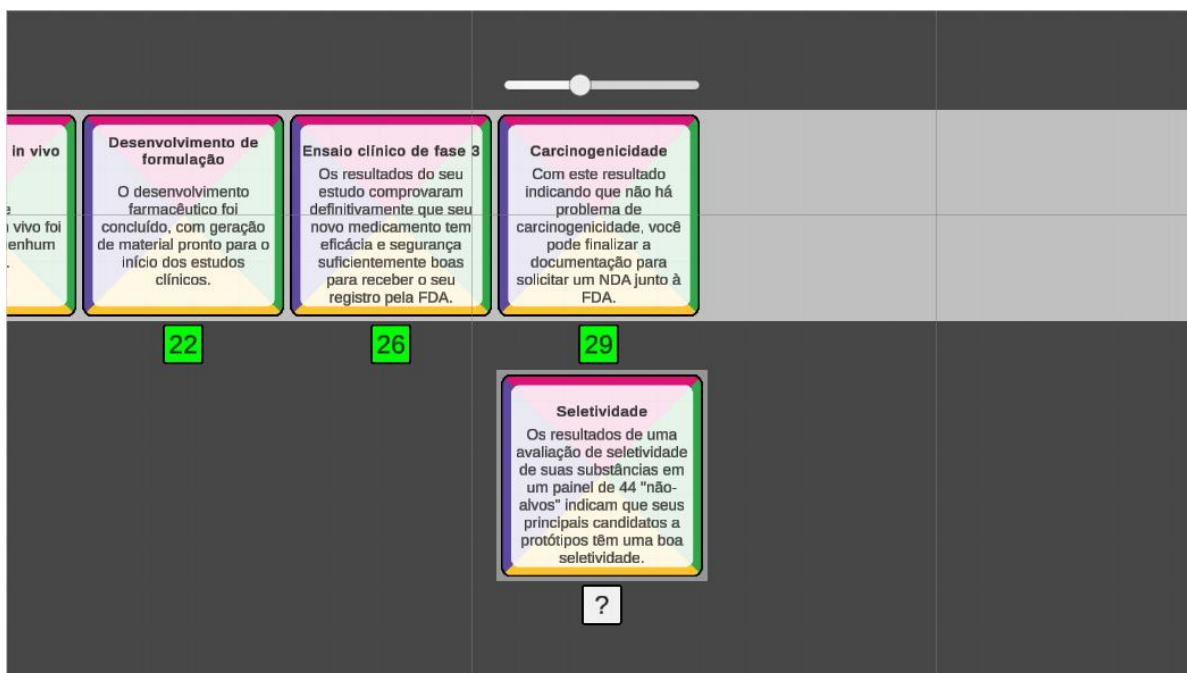 in vivo
e
vivo foi
enhum
.
Desenvolvimento de
formulação
O desenvolvimento
farmacêutico foi
concluído, com geração
de material pronto para o
início dos estudos
clínicos.
22
Ensaio clínico de fase 3
Os resultados do seu
estudo comprovaram
definitivamente que seu
novo medicamento tem
eficácia e segurança
suficientemente boas
para receber o seu
registro pela FDA.
26
Carcinogenicidade
Com este resultado
indicando que não há
problema de
carcinogenicidade, você
pode finalizar a
documentação para
solicitar um NDA junto à
FDA.
29
Seletividade
Os resultados de uma
avaliação de seletividade
de suas substâncias em
um painel de 44 "não-
alvos" indicam que seus
principais candidatos a
protótipos têm uma boa
seletividade.
?